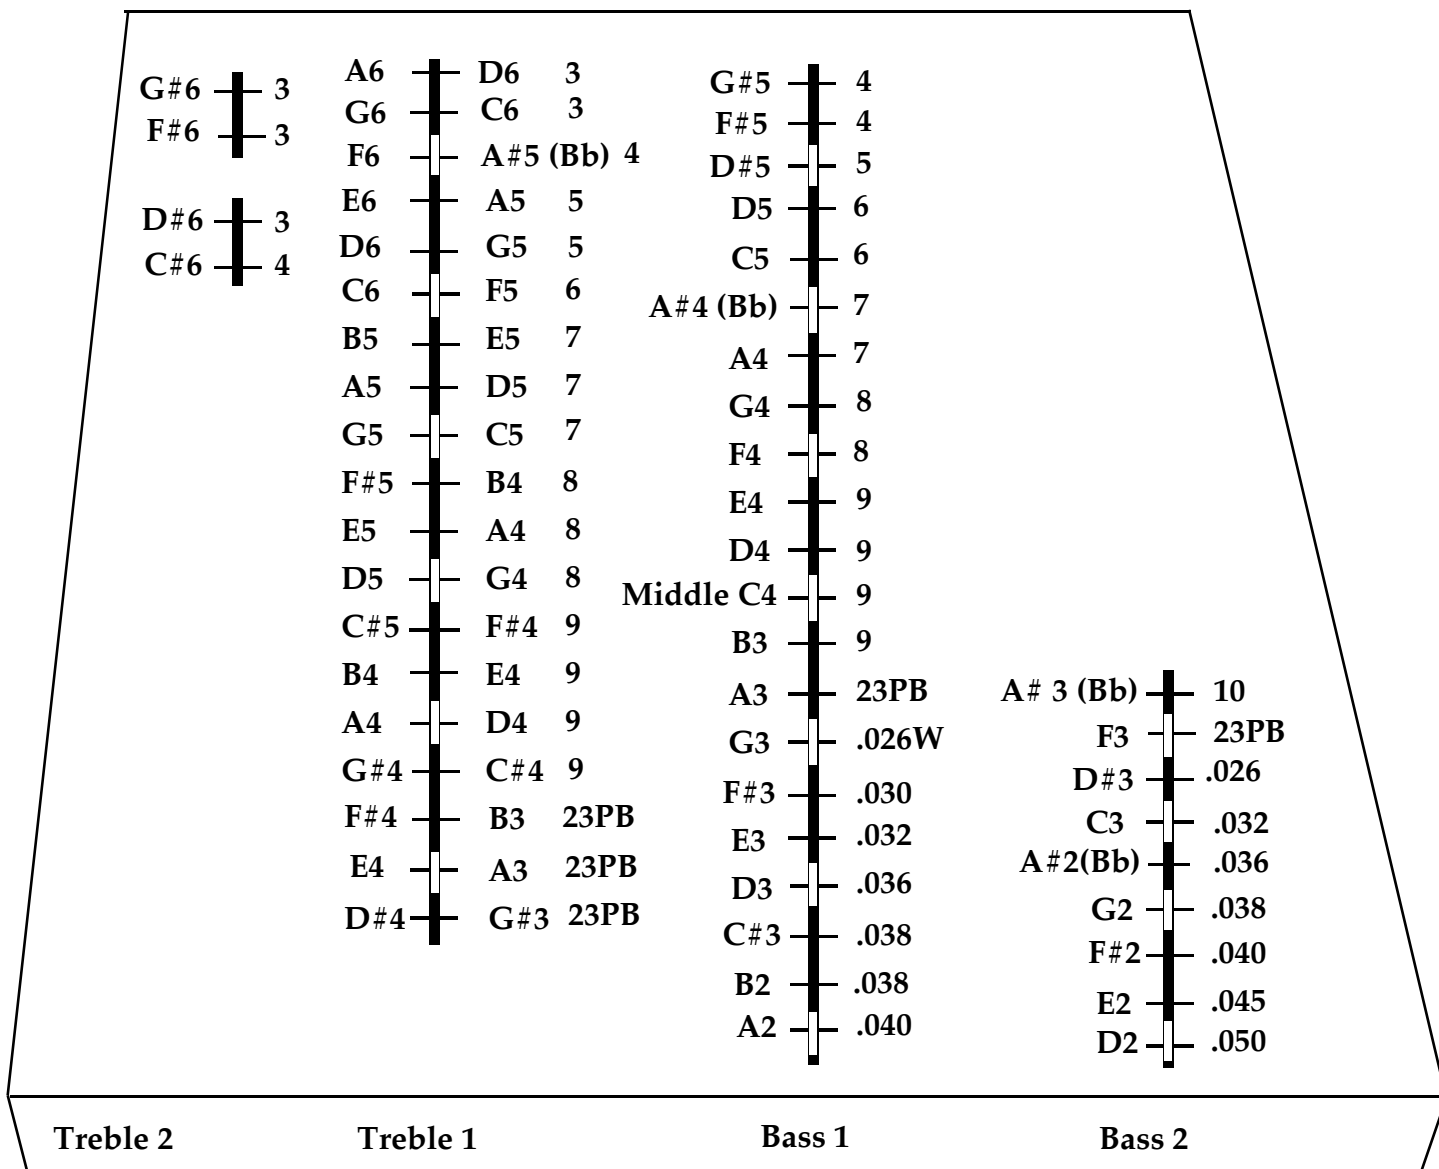 G#6 3
F#6 3
D#6 3
C#6 4
A6 D6 3
G6 C6 3
F6 A#5 (Bb) 4
E6 A5 5
D6 G5 5
C6 F5 6
B5 E5 7
A5 D5 7
G5 C5 7
F#5 B4 8
E5 A4 8
D5 G4 8
C#5 F#4 9
B4 E4 9
A4 D4 9
G#4 C#4 9
F#4 B3 23PB
E4 A3 23PB
D#4 G#3 23PB
G#5 4
F#5 4
D#5 5
D5 6
C5 6
A#4 (Bb) 7
A4 7
G4 8
F4 8
E4 9
D4 9
Middle C4 9
B3 9
A3 23PB
G3 .026W
F#3 .030
E3 .032
D3 .036
C#3 .038
B2 .038
A2 .040
A# 3 (Bb) 10
F3 23PB
D#3 .026
C3 .032
A#2(Bb) .036
G2 .038
F#2 .040
E2 .045
D2 .050
Treble 2 Treble 1 Bass 1 Bass 2